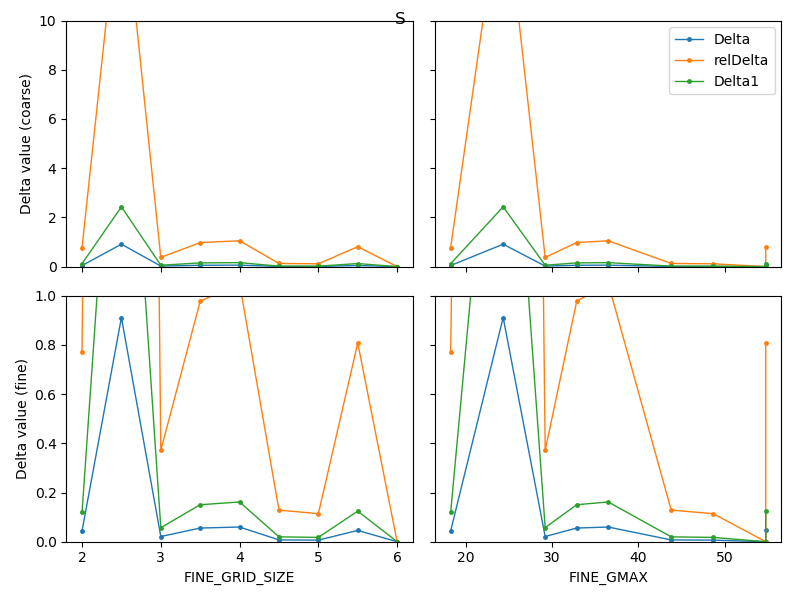 S
Delta value (coarse)
10
8
6
4
2
0
Delta
relDelta
Delta1
Delta value (fine)
1.0
0.8
0.6
0.4
0.2
0.0
2 3 4 5 6
FINE_GRID_SIZE
20 30 40 50
FINE_GMAX